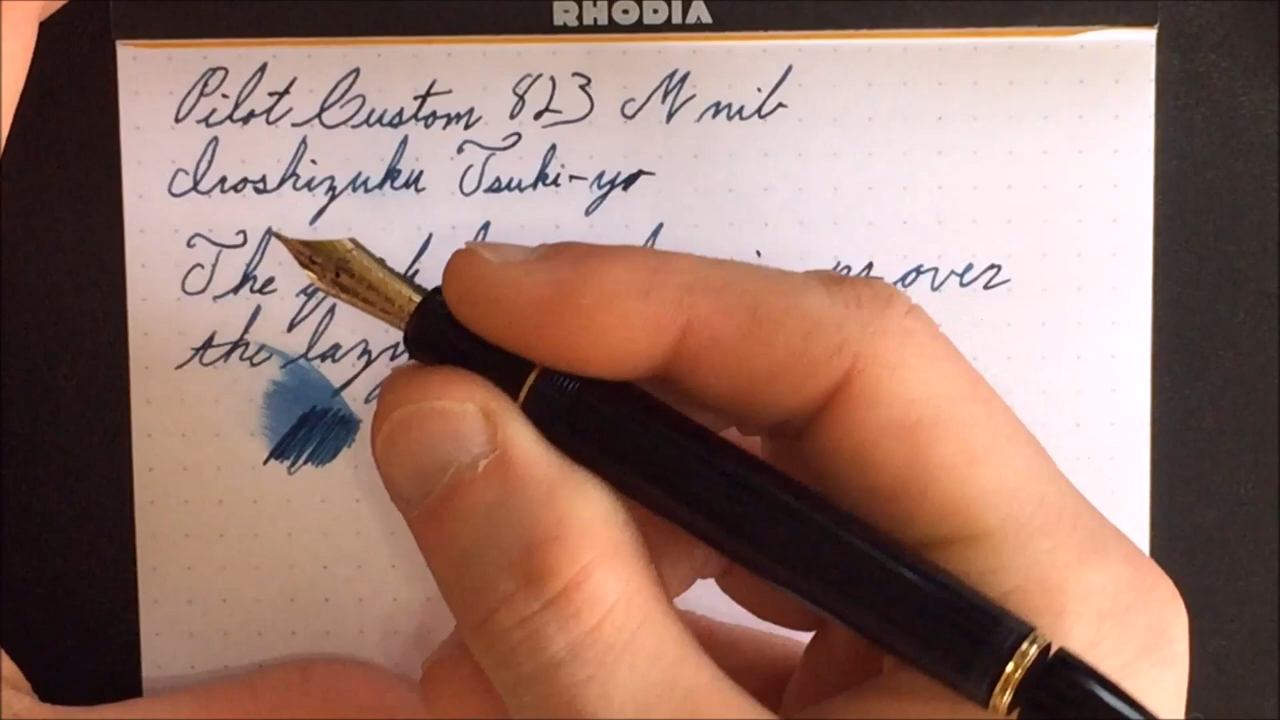 RHODIA
Pilot Custom 823 M nib
Iroshizuku Tsuki-yo
The over
the lazy